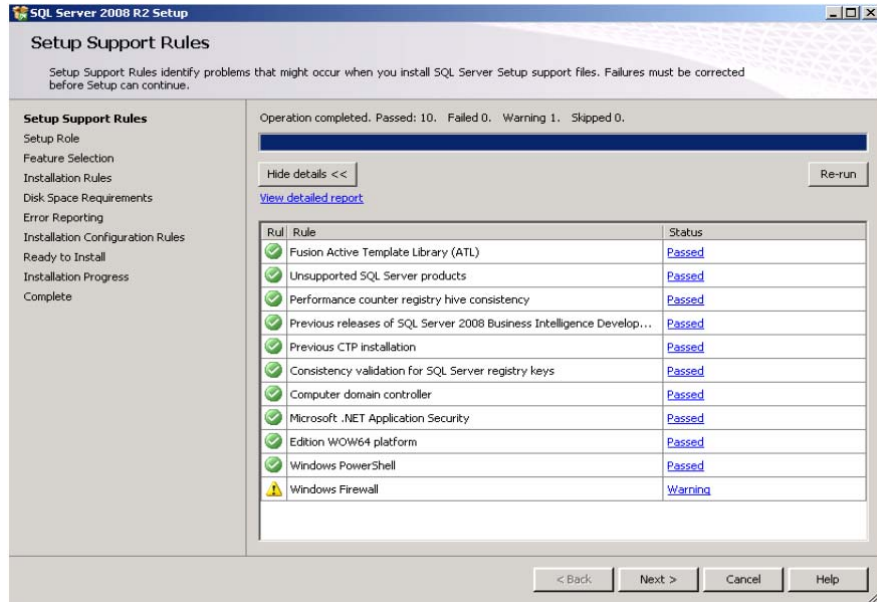 SQL Server 2008 R2 Setup
Setup Support Rules
Setup Support Rules identify problems that might occur when you install SQL Server Setup support files. Failures must be corrected
before Setup can continue.
Setup Support Rules
Setup Role
Feature Selection
Installation Rules
Disk Space Requirements
Error Reporting
Installation Configuration Rules
Ready to Install
Installation Progress
Complete
Operation completed. Passed: 10. Failed 0. Warning 1. Skipped 0.
Hide details <<
Re-run
View detailed report
Rul Rule Status
Fusion Active Template Library (ATL) Passed
Unsupported SQL Server products Passed
Performance counter registry hive consistency Passed
Previous releases of SQL Server 2008 Business Intelligence Develop... Passed
Previous CTP installation Passed
Consistency validation for SQL Server registry keys Passed
Computer domain controller Passed
Microsoft .NET Application Security Passed
Edition WOW64 platform Passed
Windows PowerShell Passed
Windows Firewall Warning
< Back Next > Cancel Help